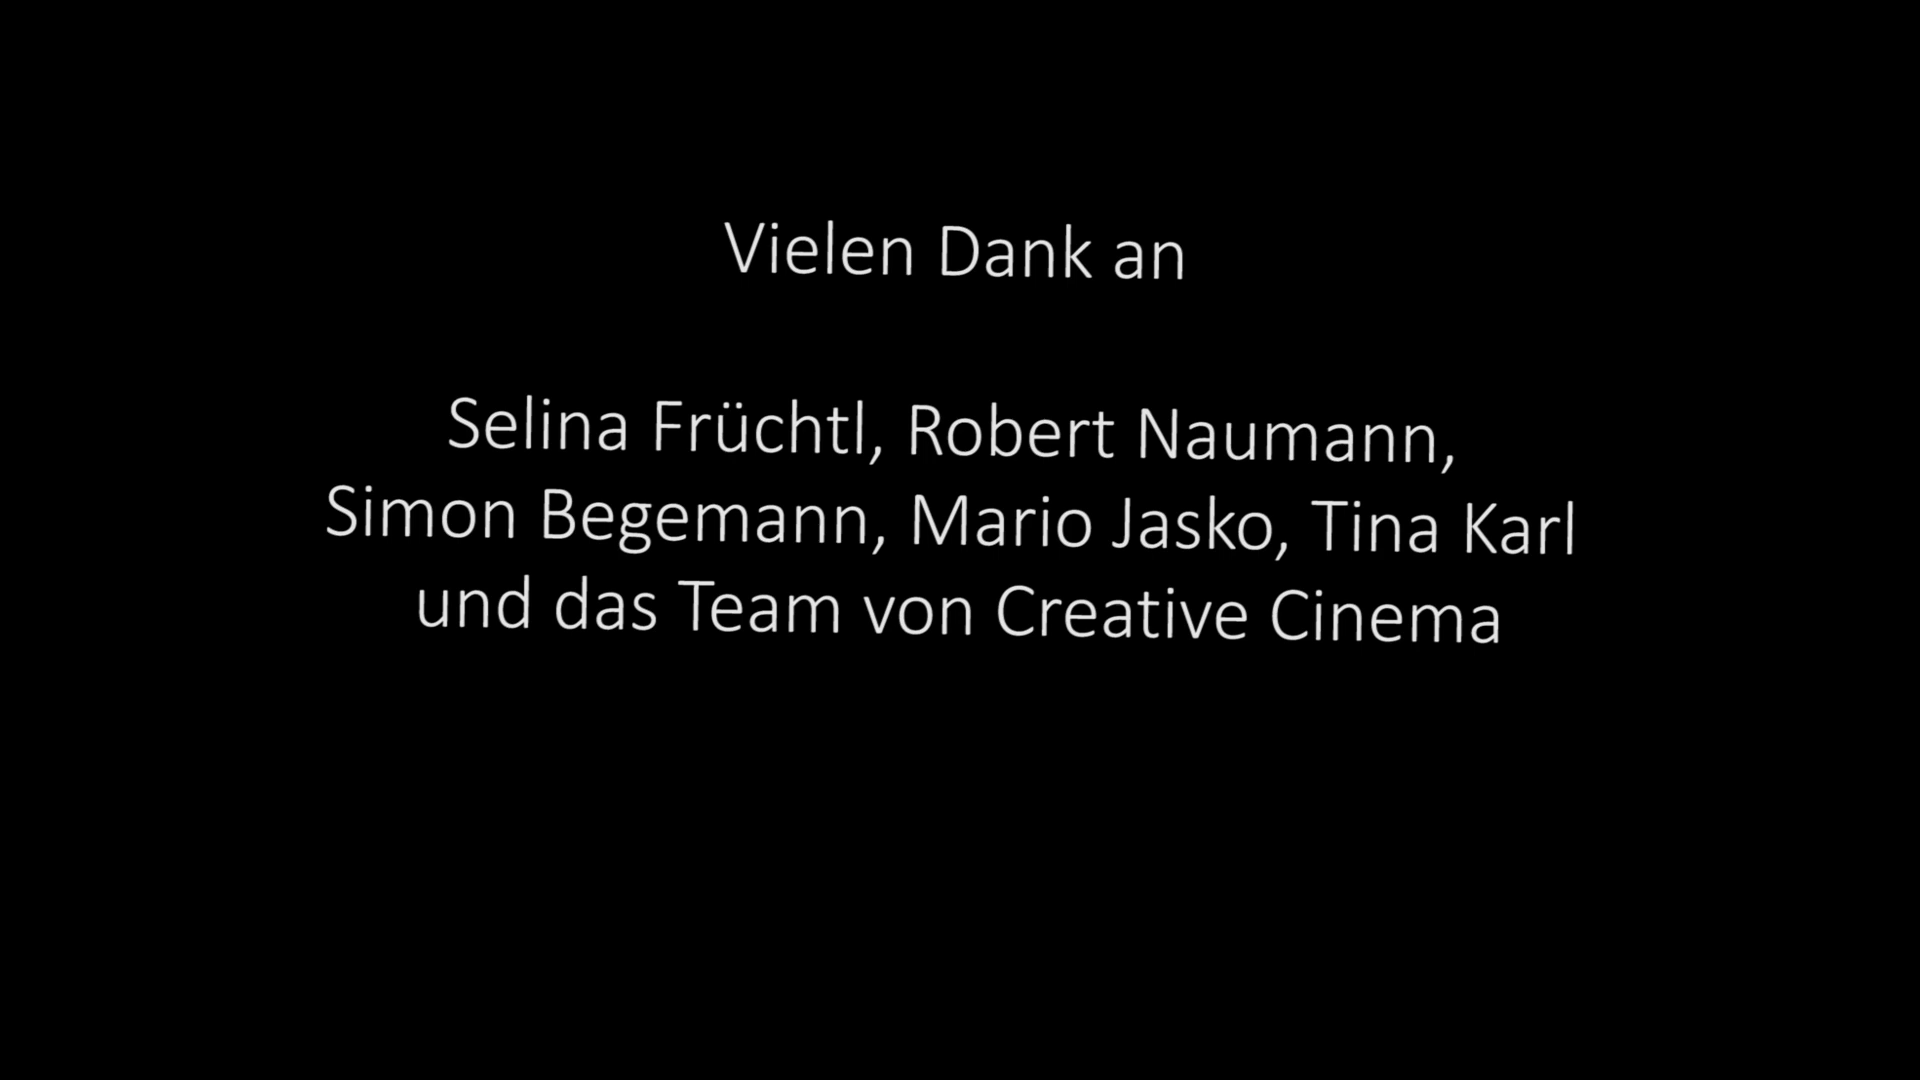 Vielen Dank an
Selina Früchtl, Robert Naumann,
Simon Begemann, Mario Jasko, Tina Karl
und das Team von Creative Cinema